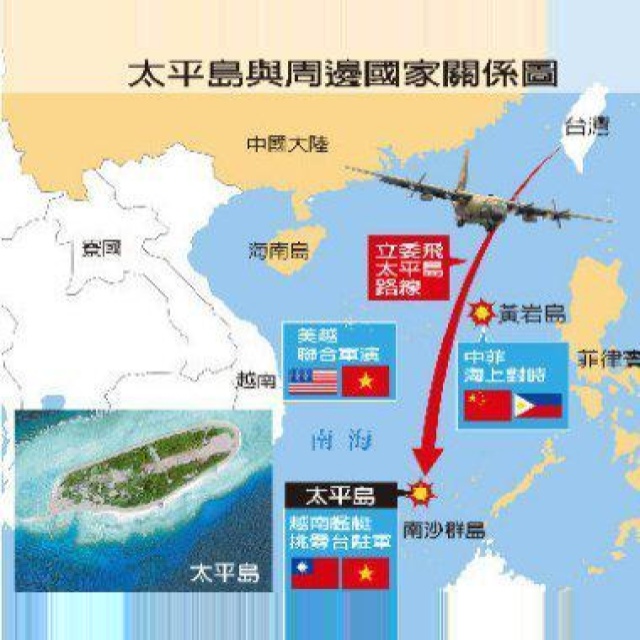 太平島與周邊國家關係圖
台灣
中國大陸
寮國
海南島
立委飛
太平島
路線
黃岩島
美越
聯合軍演
中菲
海上對峙
菲律賓
越南
南海
太平島
南沙群島
越南艦艇
挑釁台駐軍
太平島